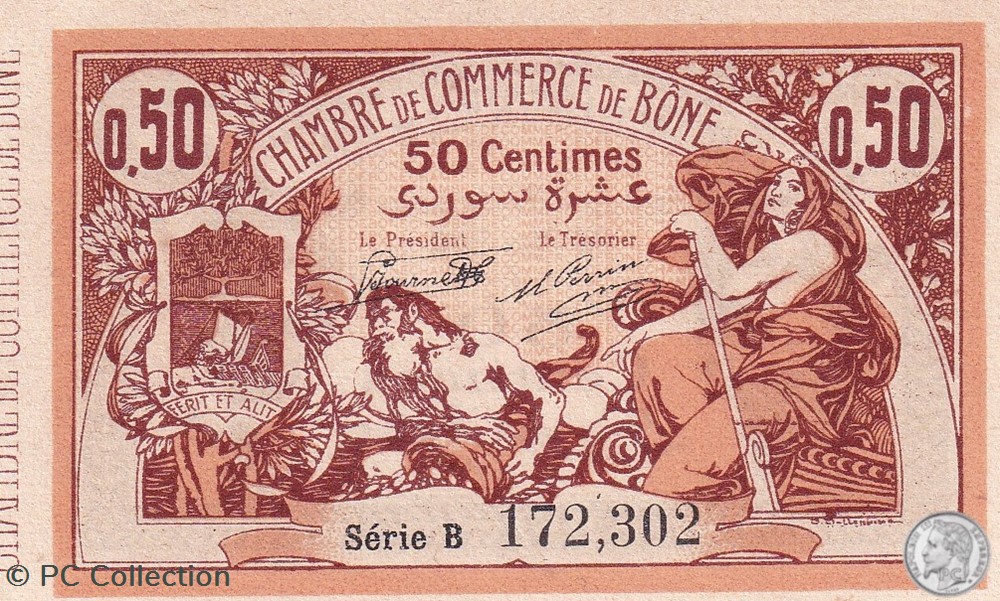 0,50
CHAMBRE DE COMMERCE DE BÔNE
0,50
50 Centimes
عشرة سوردي
Le Président
Le Trésorier
FERIT ET ALIT
Série B 172,302
© PC Collection
PC